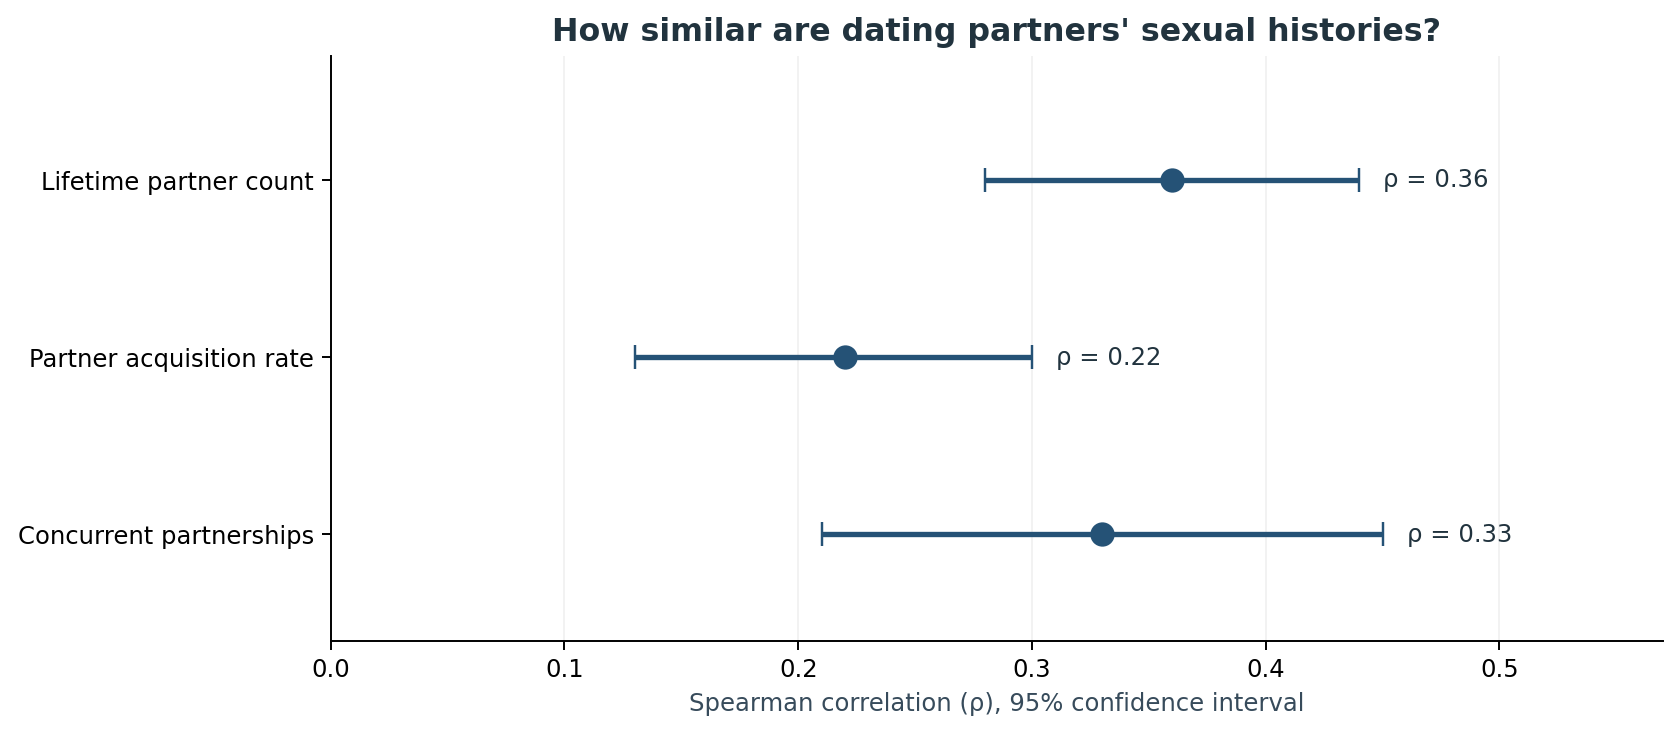 How similar are dating partners' sexual histories?
Lifetime partner count
ρ = 0.36
Partner acquisition rate
ρ = 0.22
Concurrent partnerships
ρ = 0.33
0.0 0.1 0.2 0.3 0.4 0.5
Spearman correlation (ρ), 95% confidence interval